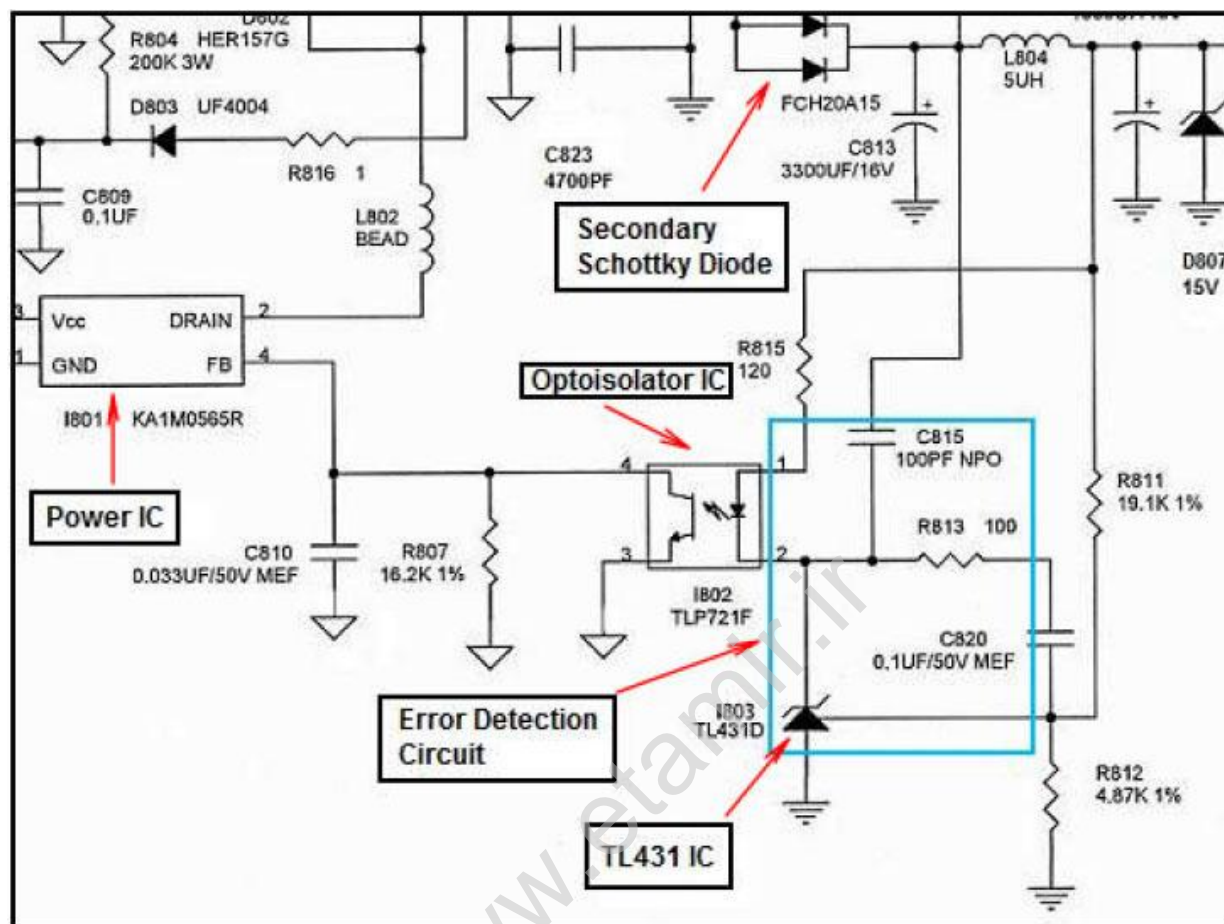 R804 HER157G
200K 3W
D803 UF4004
R816 1
C809
0.1UF
L802
BEAD
C823
4700PF
FCH20A15
C813
3300UF/16V
L804
5UH
D807
15V
Secondary
Schottky Diode
3 Vcc DRAIN 2
1 GND FB 4
I801 KA1M0565R
Power IC
Optoisolator IC
R815
120
C815
100PF NPO
R811
19.1K 1%
R813 100
4 1
3 2
C810
0.033UF/50V MEF
R807
16.2K 1%
I802
TLP721F
C820
0.1UF/50V MEF
Error Detection
Circuit
I803
TL431D
R812
4.87K 1%
TL431 IC
www.etamir.ir